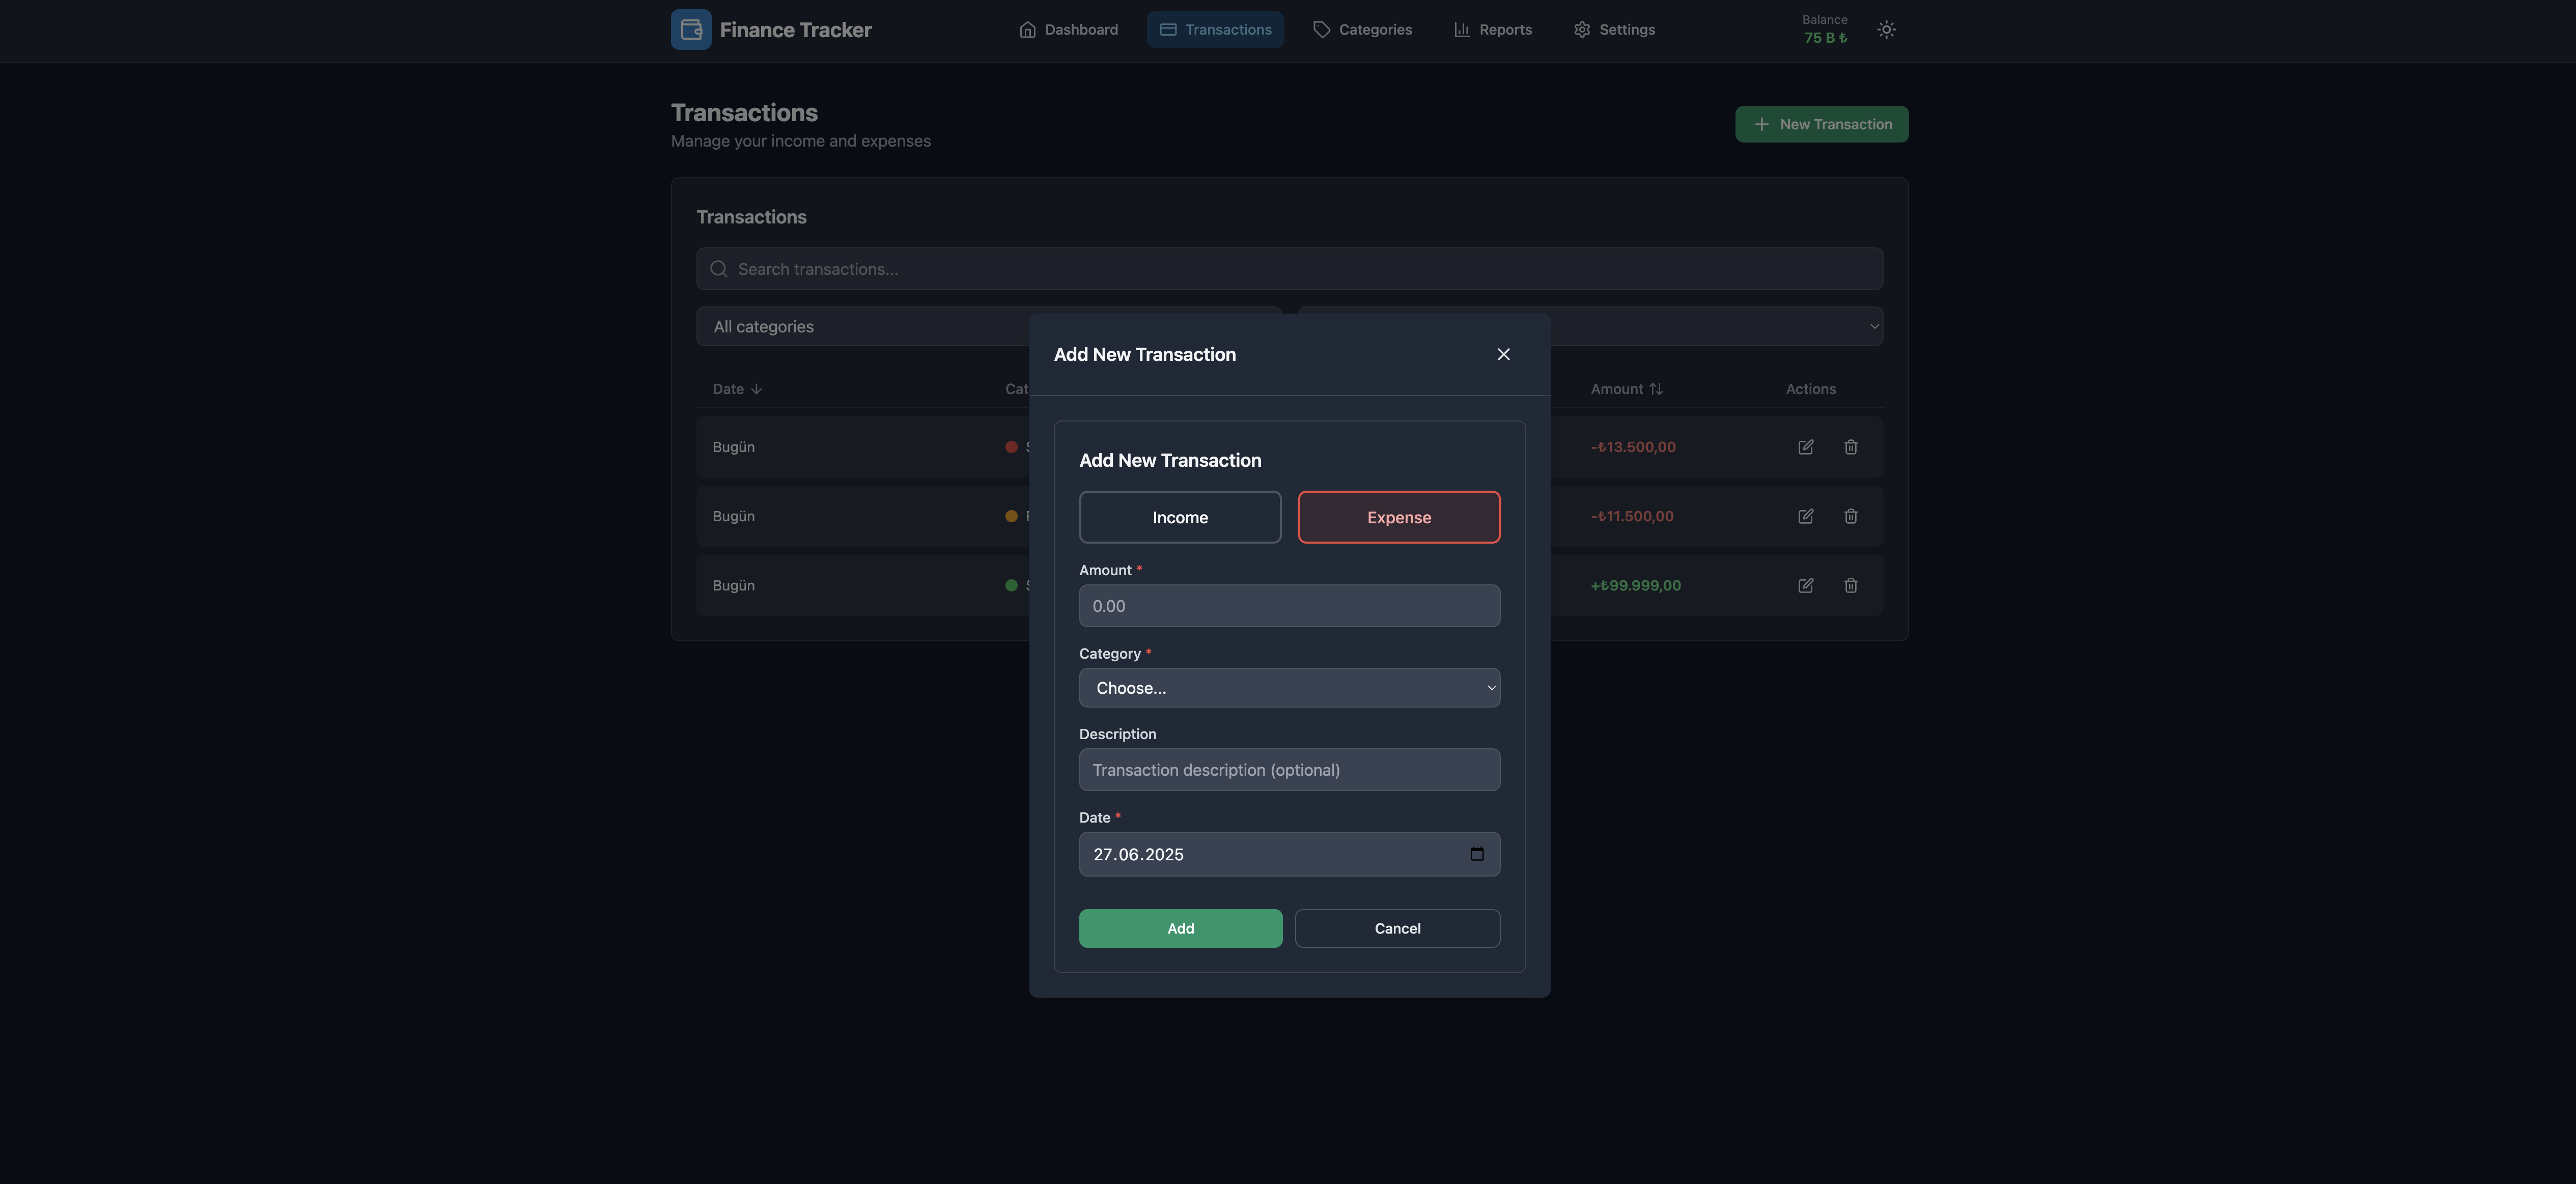 Finance Tracker
Dashboard
Transactions
Categories
Reports
Settings
Balance
75 B ₺
Transactions
Manage your income and expenses
New Transaction
Transactions
Search transactions...
All categories
Date
Amount
Actions
Bugün
-₺13.500,00
Bugün
-₺11.500,00
Bugün
+₺99.999,00
Add New Transaction
Add New Transaction
Income
Expense
Amount *
0.00
Category *
Choose...
Description
Transaction description (optional)
Date *
27.06.2025
Add
Cancel